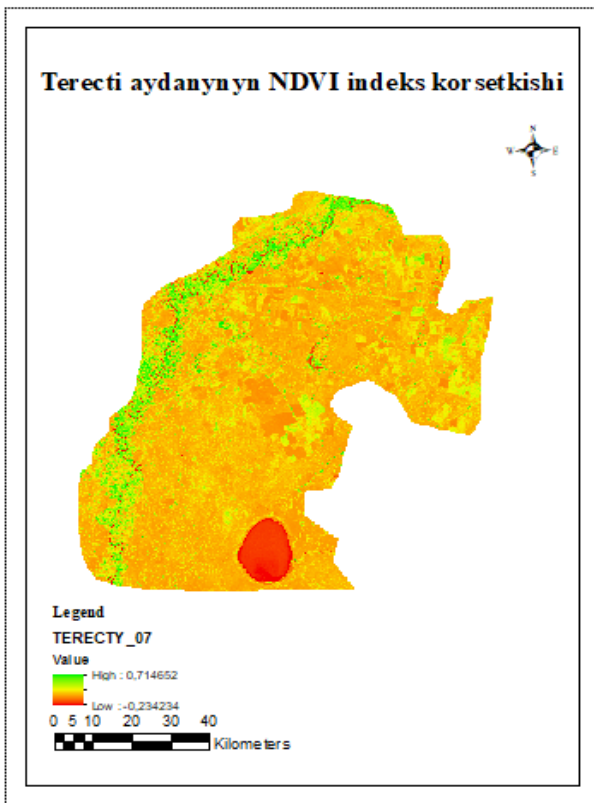 Terecti aydanynyn NDVI indeks korsetkishi
N
W E
S
Legend
TERECTY_07
Value
High : 0,714652
Low :-0,234234
0 5 10 20 30 40
Kilometers